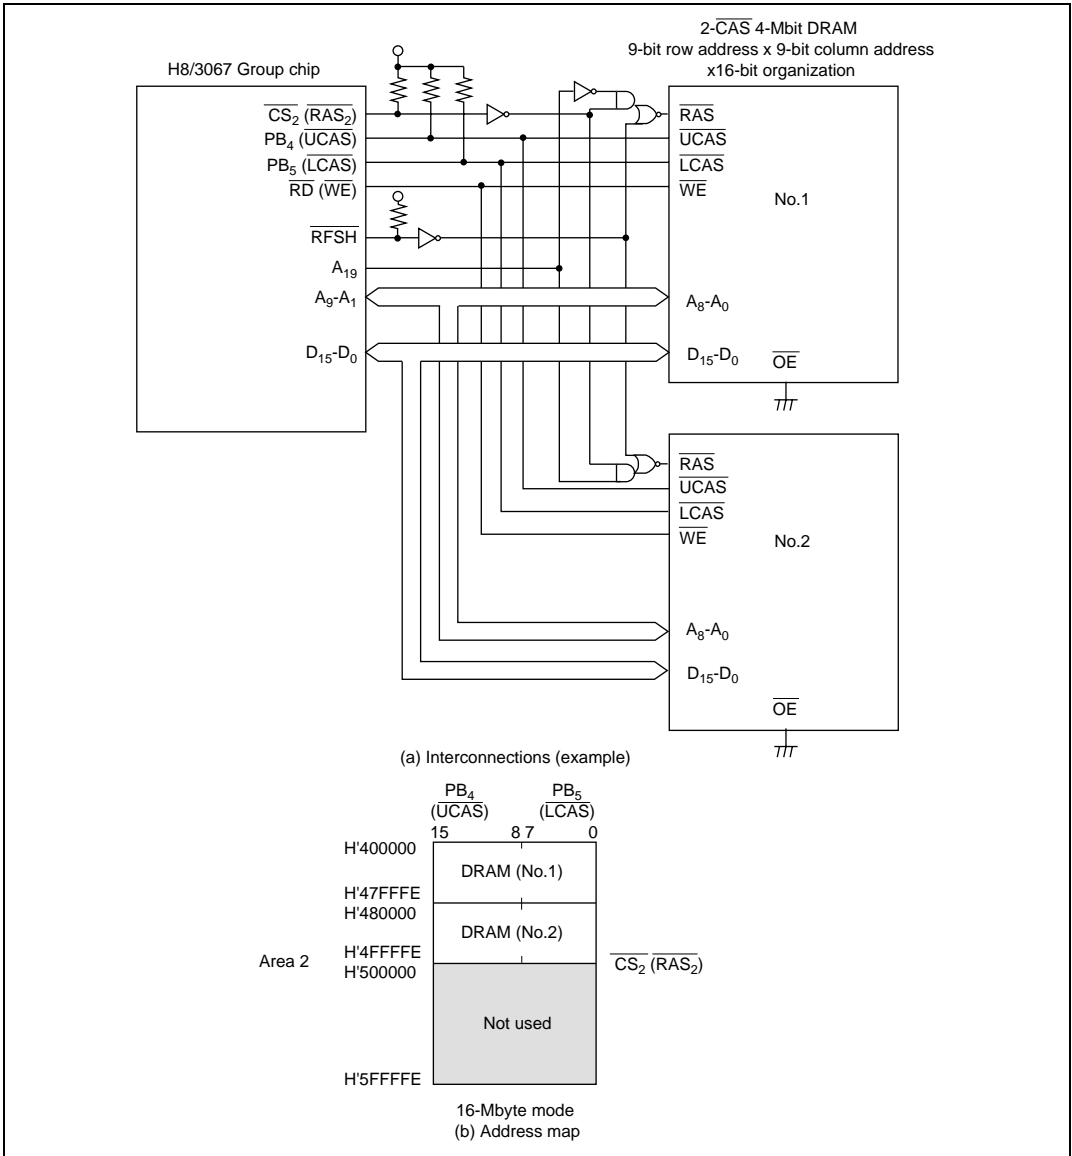 2-CAS 4-Mbit DRAM
9-bit row address x 9-bit column address
x16-bit organization
H8/3067 Group chip
CS2 (RAS2)
PB4 (UCAS)
PB5 (LCAS)
RD (WE)
RFSH
A19
A9-A1
D15-D0
RAS
UCAS
LCAS
WE
No.1
A8-A0
D15-D0
OE
RAS
UCAS
LCAS
WE
No.2
A8-A0
D15-D0
OE
(a) Interconnections (example)
PB4 PB5
(UCAS) (LCAS)
15 8 7 0
H'400000
DRAM (No.1)
H'47FFFE
H'480000
DRAM (No.2)
H'4FFFFE
Area 2
CS2 (RAS2)
H'500000
Not used
H'5FFFFE
16-Mbyte mode
(b) Address map